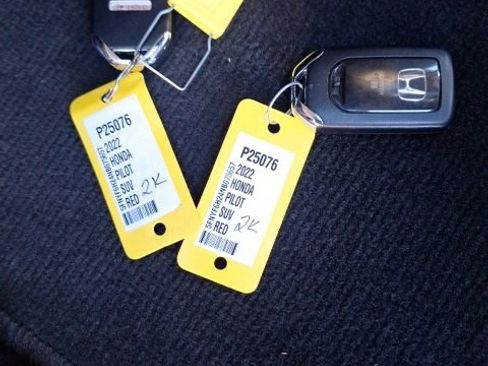 P25076
2022
HONDA
PILOT
SUV
RED
2K
P25076
2022
HONDA
PILOT
SUV
RED
2K